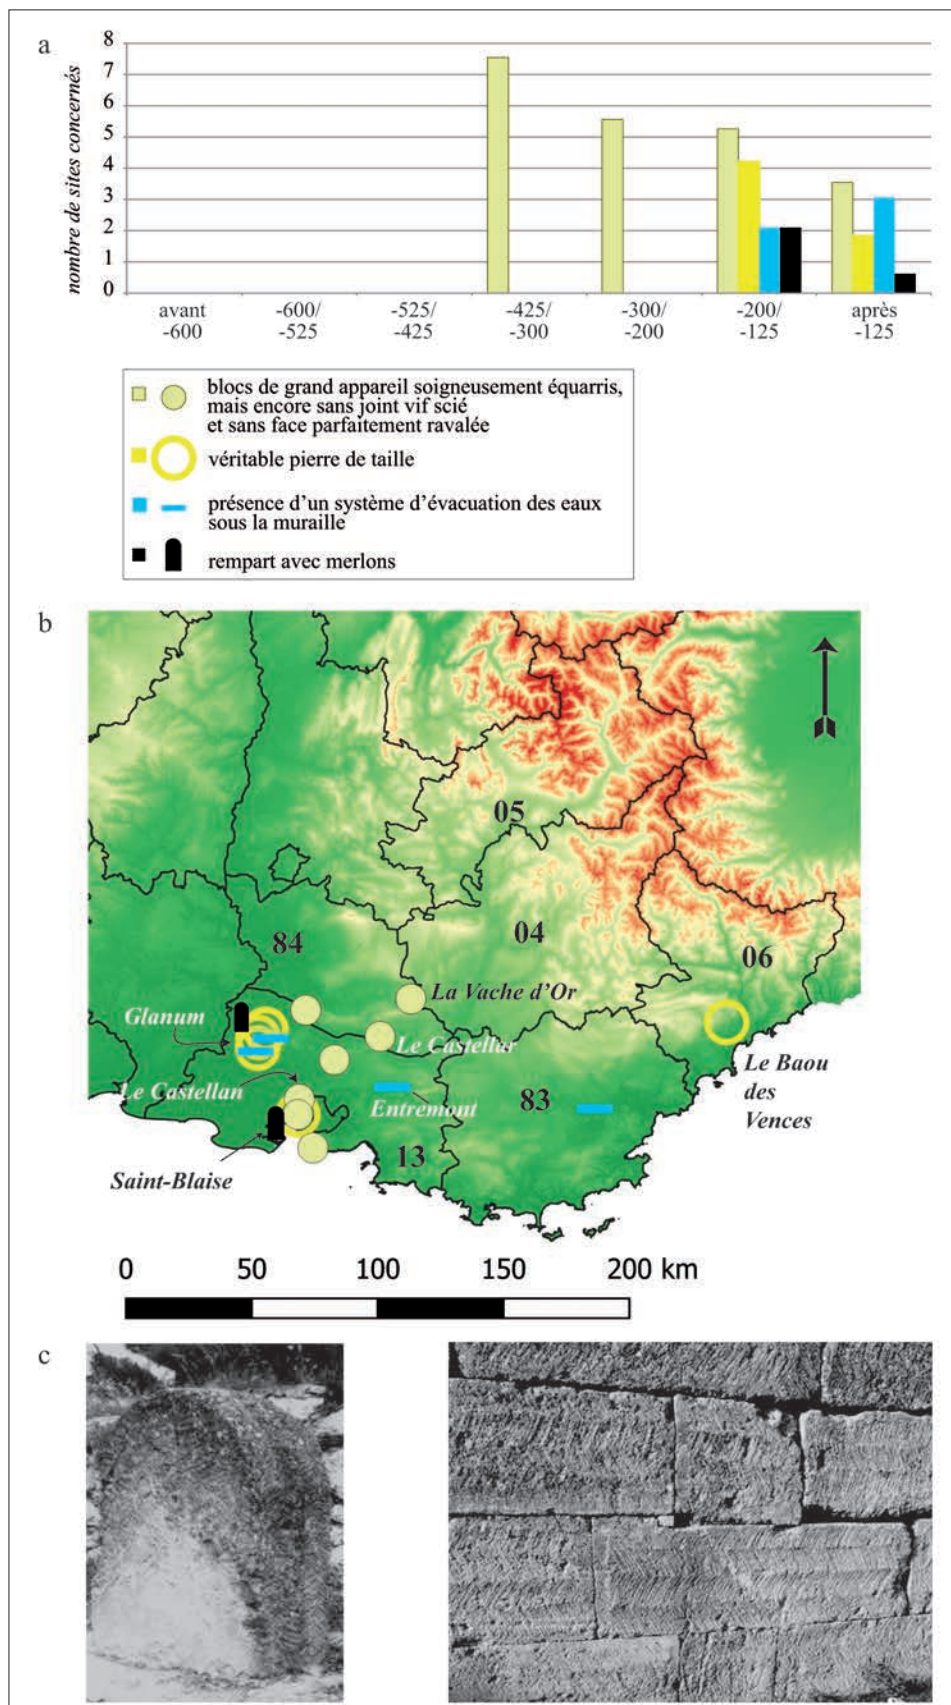 a
nombre de sites concernés
8
7
6
5
4
3
2
1
0
avant -600/ -525/ -425/ -300/ -200/ après
-600 -525 -425 -300 -200 -125 -125
blocs de grand appareil soigneusement équarris,
mais encore sans joint vif scié
et sans face parfaitement ravalée
véritable pierre de taille
présence d'un système d'évacuation des eaux
sous la muraille
rempart avec merlons
b
05
04
84
06
La Vache d'Or
Glanum
Le Castellar
Le Castellan
Entremont
83
Le Baou
des
Vences
13
Saint-Blaise
0 50 100 150 200 km
c